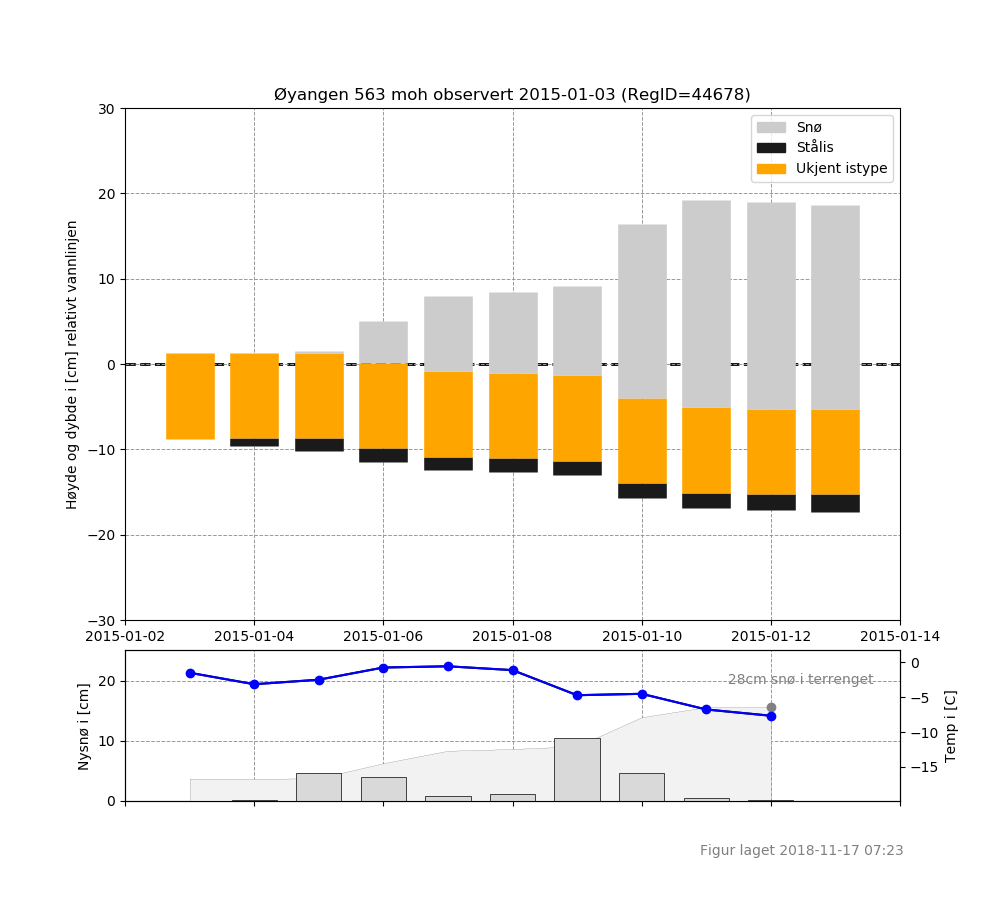 Øyangen 563 moh observert 2015-01-03 (RegID=44678)
Snø
Stålis
Ukjent istype
Høyde og dybde i [cm] relativt vannlinjen
30
20
10
0
−10
−20
−30
2015-01-02 2015-01-04 2015-01-06 2015-01-08 2015-01-10 2015-01-12 2015-01-14
Nysnø i [cm]
20
10
0
28cm snø i terrenget
0
−5
−10
−15
Temp i [C]
Figur laget 2018-11-17 07:23